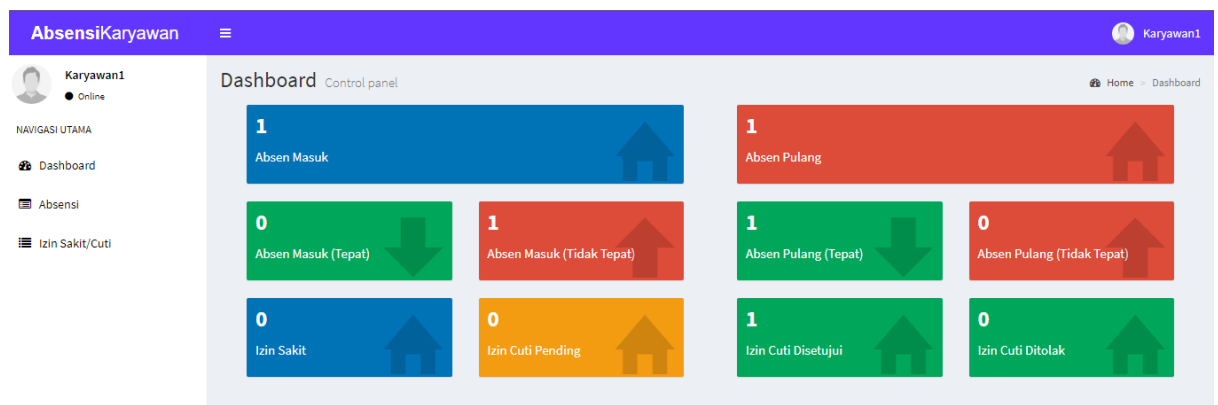 AbsensiKaryawan
Karyawan1
Karyawan1
Online
NAVIGASI UTAMA
Dashboard
Absensi
Izin Sakit/Cuti
Dashboard Control panel
Home > Dashboard
1
Absen Masuk
1
Absen Pulang
0
Absen Masuk (Tepat)
1
Absen Masuk (Tidak Tepat)
1
Absen Pulang (Tepat)
0
Absen Pulang (Tidak Tepat)
0
Izin Sakit
0
Izin Cuti Pending
1
Izin Cuti Disetujui
0
Izin Cuti Ditolak